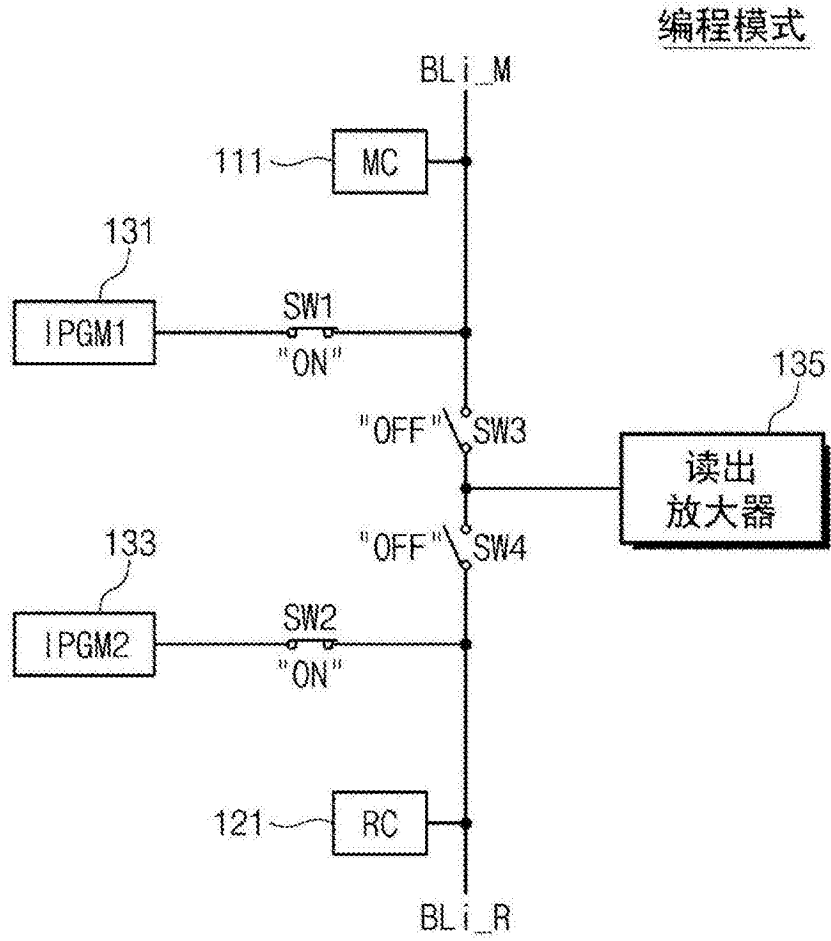 编程模式
BLi_M
111
MC
131
IPGM1
SW1
"ON"
135
"OFF"
SW3
读出
放大器
"OFF"
SW4
133
IPGM2
SW2
"ON"
121
RC
BLi_R